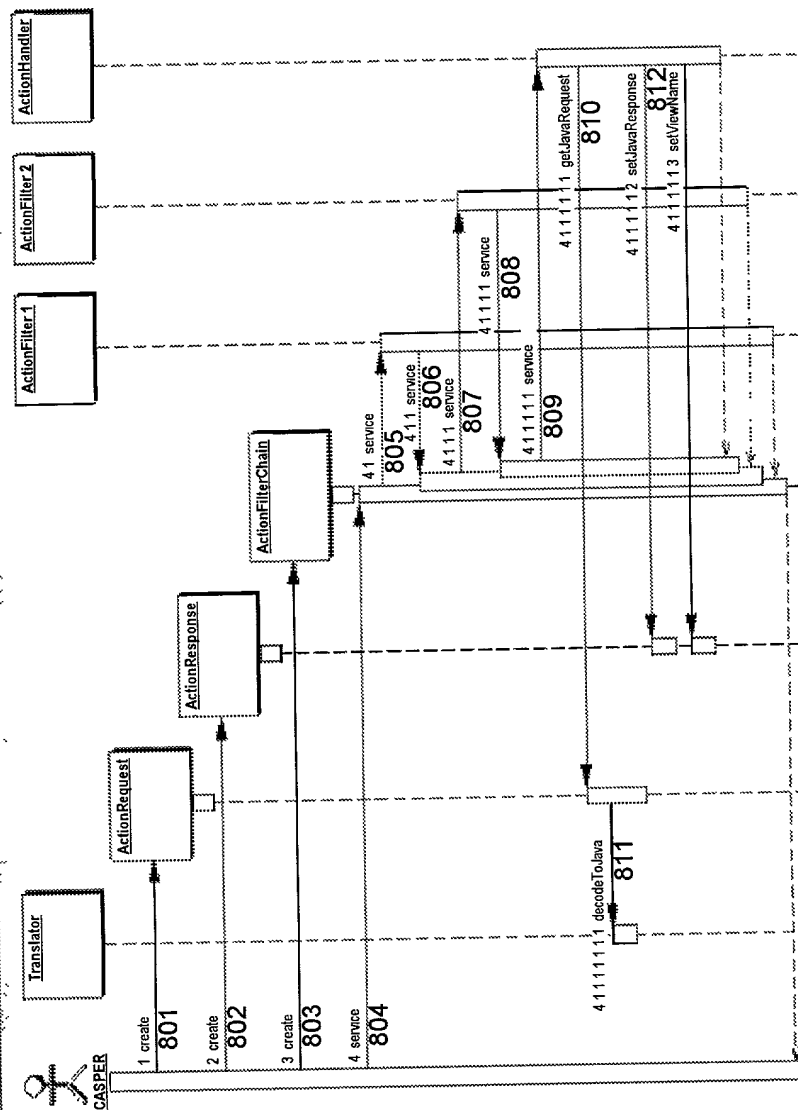 CASPER
Translator
ActionRequest
ActionResponse
ActionFilterChain
ActionFilter 1
ActionFilter 2
ActionHandler
1 create
801
2 create
802
3 create
803
4 service
804
41 service
805
411 service
806
4111 service
807
41111 service
808
411111 service
809
4111111 getJavaRequest
810
41111111 decodeToJava
811
4111112 setJavaResponse
812
4111113 setViewName